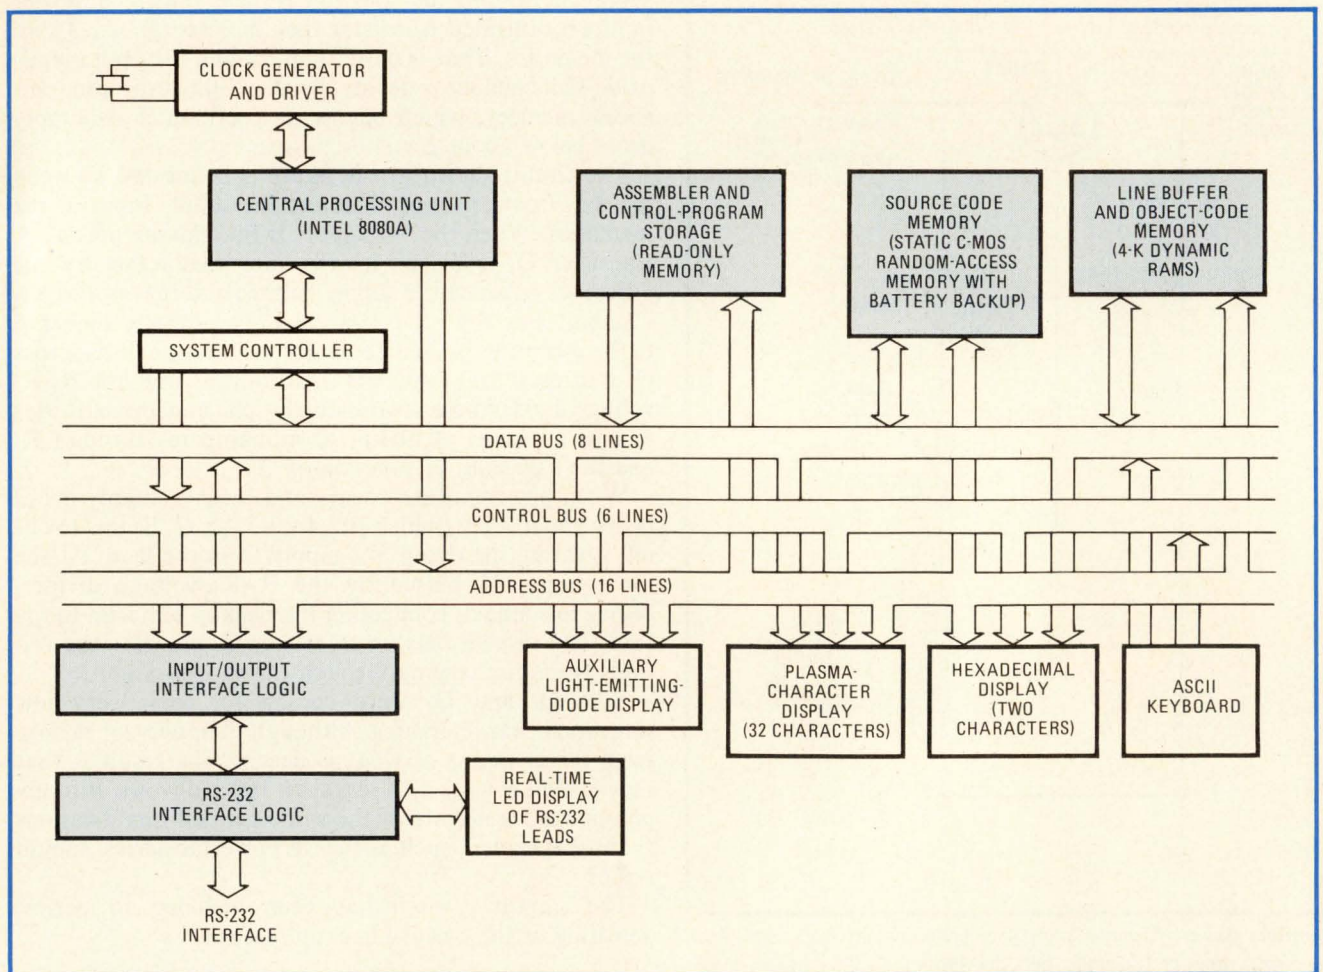 CLOCK GENERATOR
AND DRIVER
CENTRAL PROCESSING UNIT
(INTEL 8080A)
ASSEMBLER AND
CONTROL-PROGRAM
STORAGE
(READ-ONLY
MEMORY)
SOURCE CODE
MEMORY
(STATIC C-MOS
RANDOM-ACCESS
MEMORY WITH
BATTERY BACKUP)
LINE BUFFER
AND OBJECT-CODE
MEMORY
(4-K DYNAMIC
RAMS)
SYSTEM CONTROLLER
DATA BUS (8 LINES)
CONTROL BUS (6 LINES)
ADDRESS BUS (16 LINES)
INPUT/OUTPUT
INTERFACE LOGIC
AUXILIARY
LIGHT-EMITTING-
DIODE DISPLAY
PLASMA-
CHARACTER
DISPLAY
(32 CHARACTERS)
HEXADECIMAL
DISPLAY
(TWO
CHARACTERS)
ASCII
KEYBOARD
RS-232
INTERFACE LOGIC
REAL-TIME
LED DISPLAY
OF RS-232
LEADS
RS-232
INTERFACE